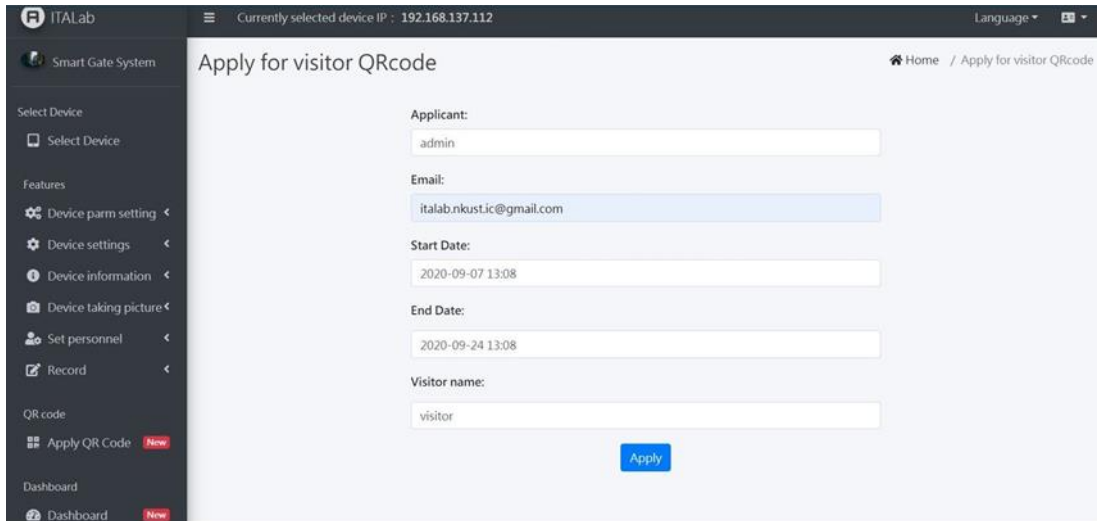 ITALab
Currently selected device IP : 192.168.137.112
Language
Smart Gate System
Apply for visitor QRcode
Home / Apply for visitor QRcode
Select Device
Select Device
Features
Device parm setting
Device settings
Device information
Device taking picture
Set personnel
Record
QR code
Apply QR Code New
Dashboard
Dashboard New
Applicant:
admin
Email:
italab.nkust.ic@gmail.com
Start Date:
2020-09-07 13:08
End Date:
2020-09-24 13:08
Visitor name:
visitor
Apply